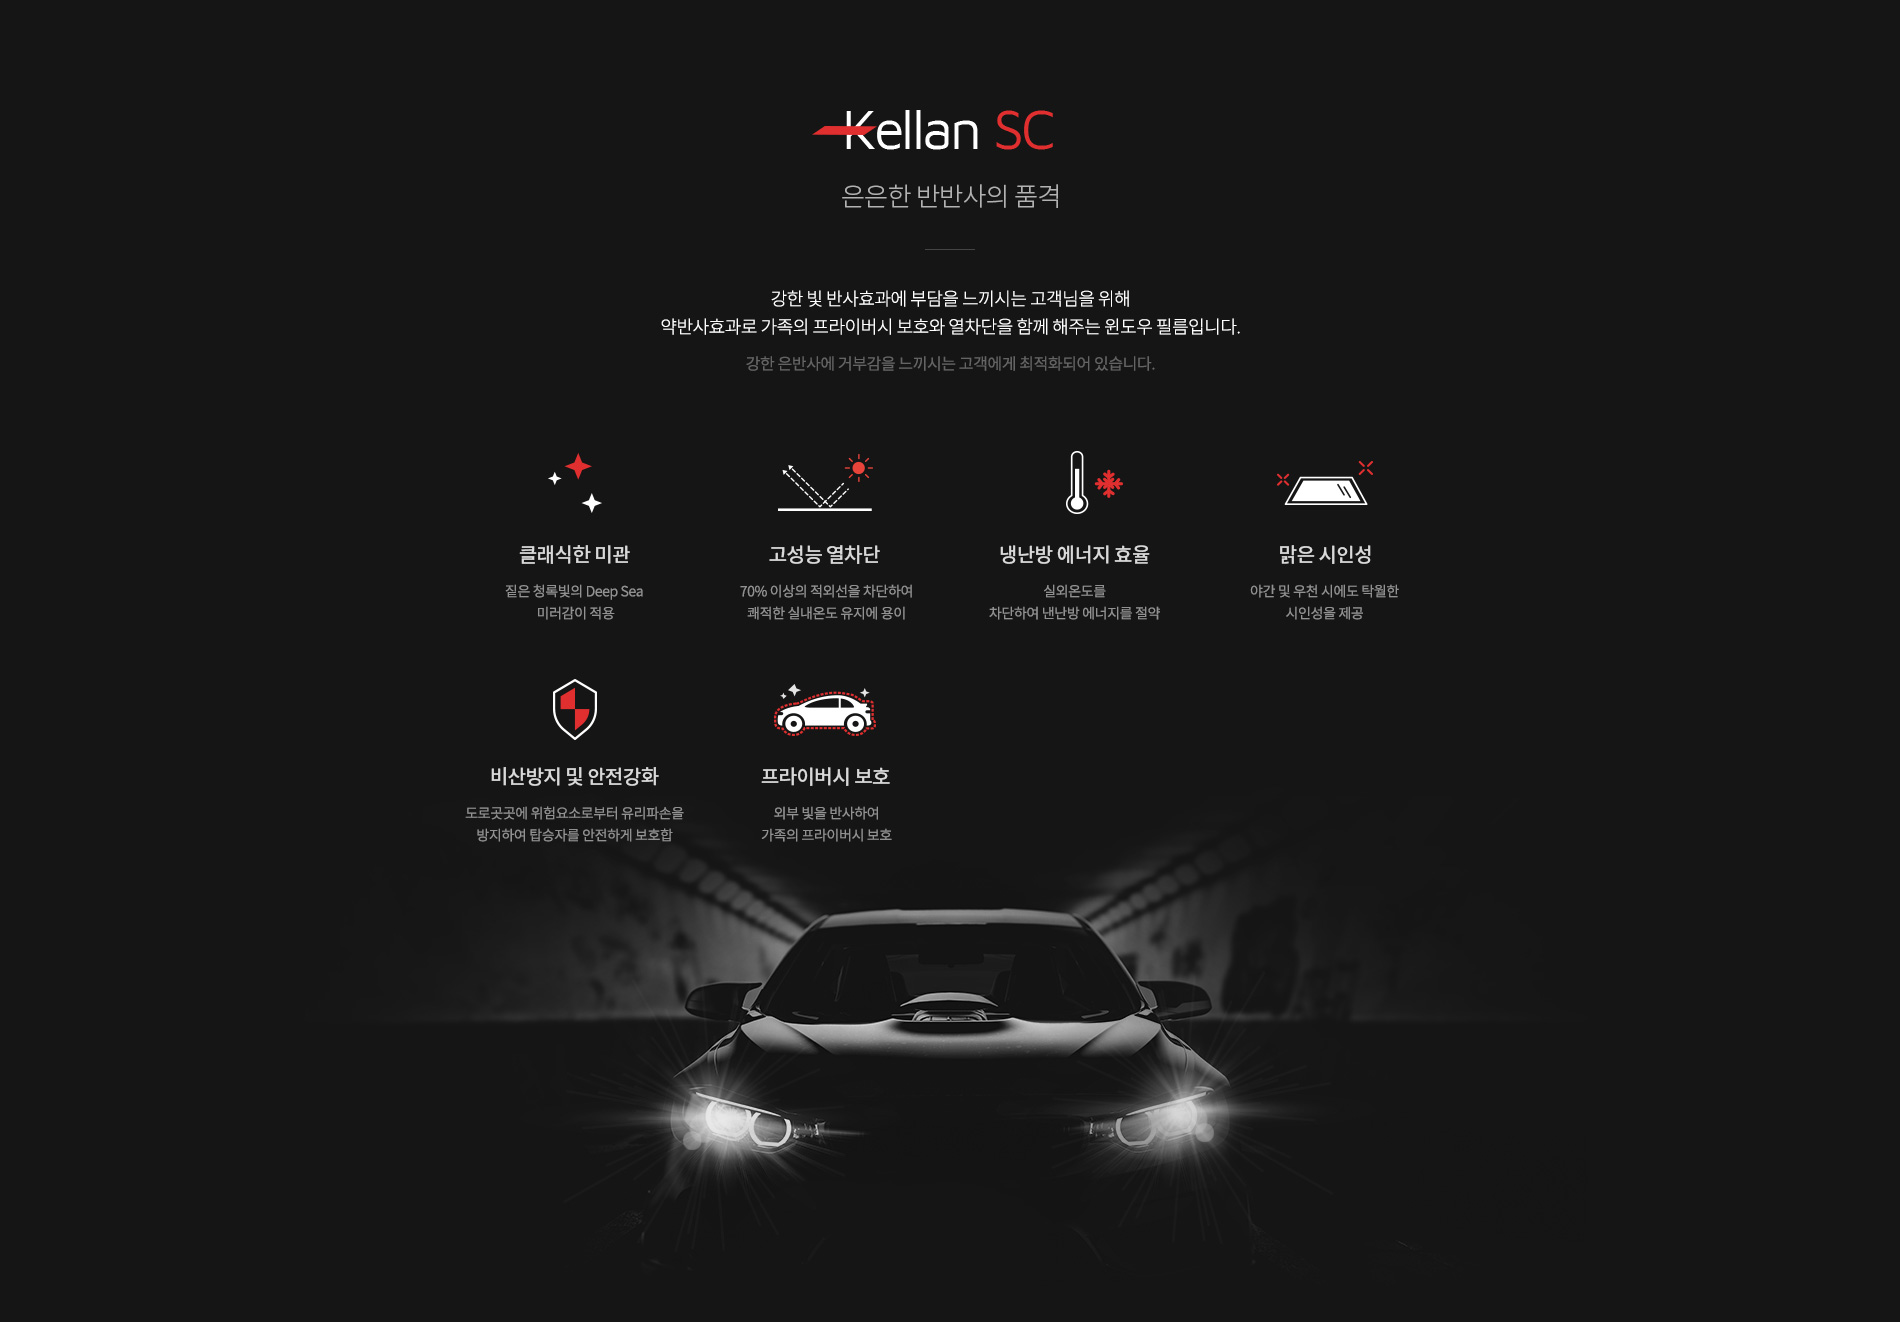 Kellan SC
은은한 반반사의 품격
강한 빛 반사효과에 부담을 느끼시는 고객님을 위해
약반사효과로 가족의 프라이버시 보호와 열차단을 함께 해주는 윈도우 필름입니다.
강한 은반사에 거부감을 느끼시는 고객에게 최적화되어 있습니다.
클래식한 미관
짙은 청록빛의 Deep Sea
미러감이 적용
고성능 열차단
70% 이상의 적외선을 차단하여
쾌적한 실내온도 유지에 용이
냉난방 에너지 효율
실외온도를
차단하여 낸난방 에너지를 절약
맑은 시인성
야간 및 우천 시에도 탁월한
시인성을 제공
비산방지 및 안전강화
도로곳곳에 위험요소로부터 유리파손을
방지하여 탑승자를 안전하게 보호합
프라이버시 보호
외부 빛을 반사하여
가족의 프라이버시 보호